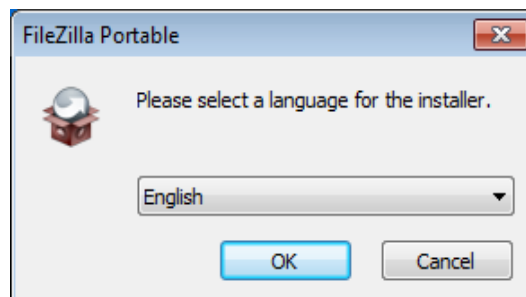 FileZilla Portable
Please select a language for the installer.
English
OK
Cancel